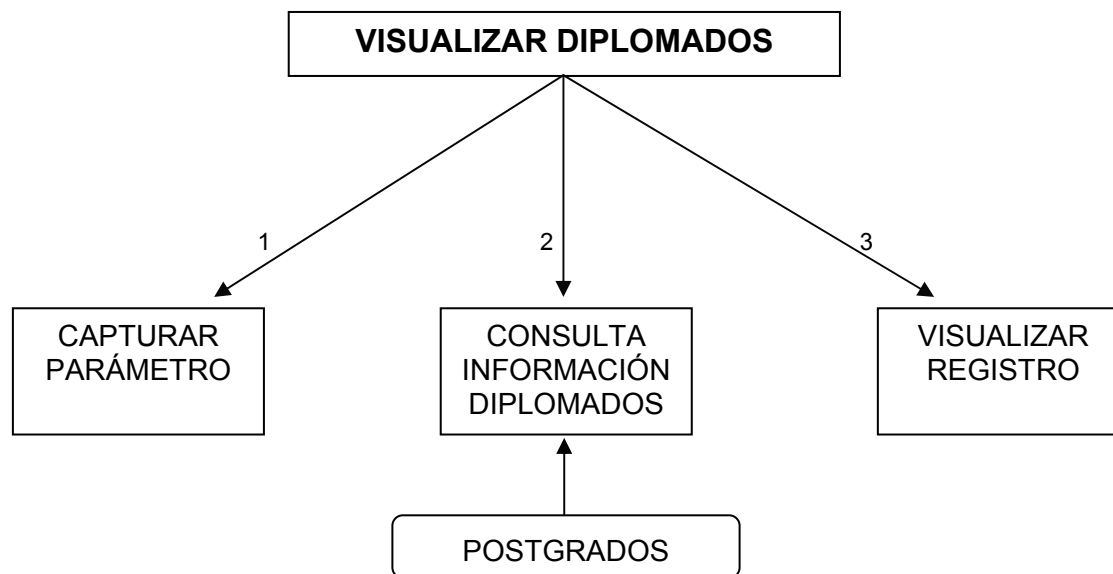 VISUALIZAR DIPLOMADOS
1
2
3
CAPTURAR
PARÁMETRO
CONSULTA
INFORMACIÓN
DIPLOMADOS
VISUALIZAR
REGISTRO
POSTGRADOS